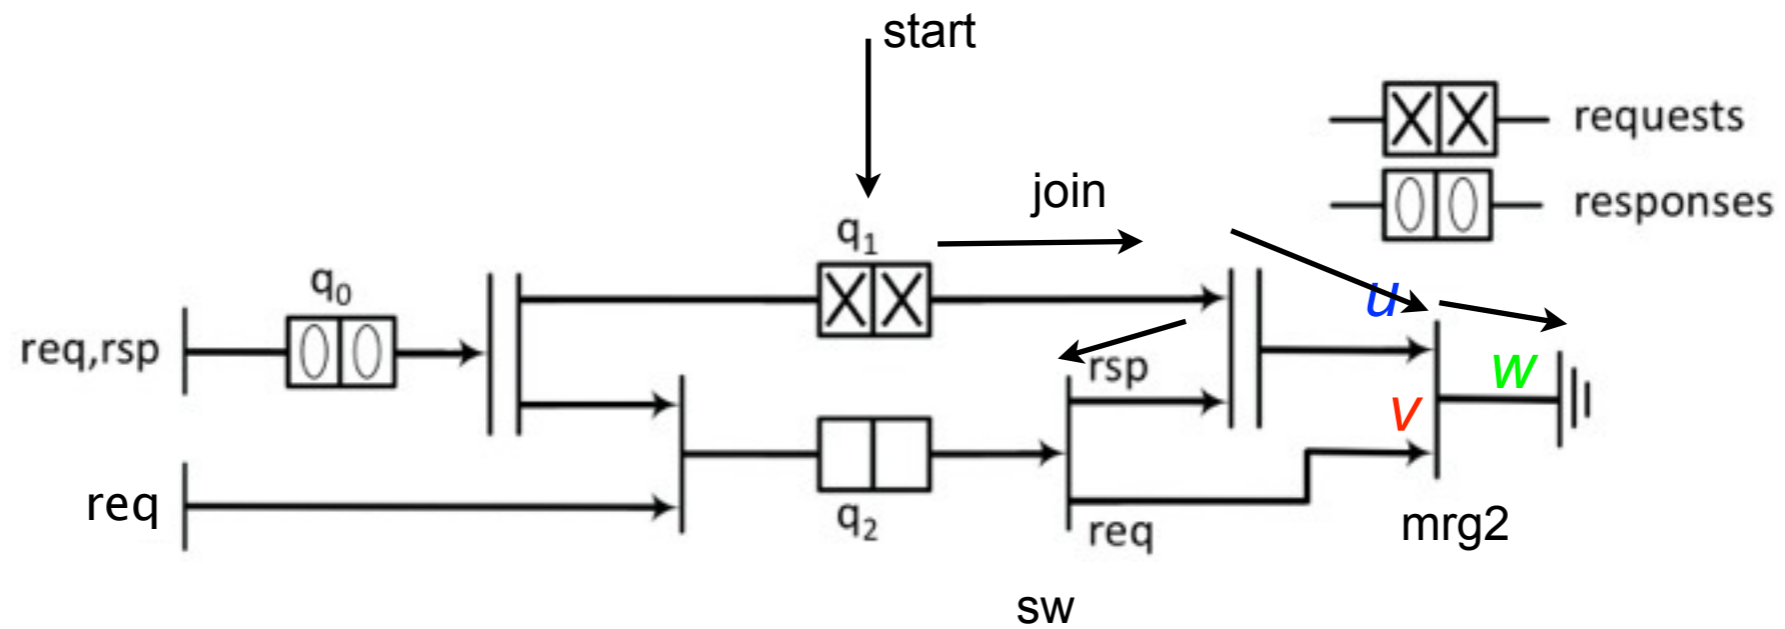 start
requests
responses
join
q₁
q₀
u
req,rsp
rsp
w
v
req
q₂
req
mrg2
sw